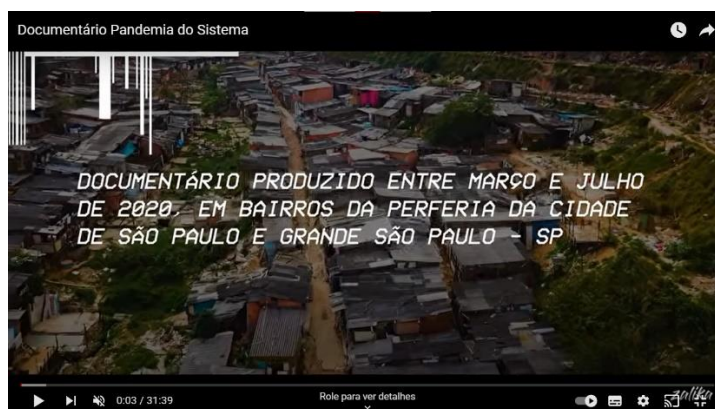 Documentário Pandemia do Sistema
DOCUMENTÁRIO PRODUZIDO ENTRE MARÇO E JULHO
DE 2020, EM BAIRROS DA PERFERIA DA CIDADE
DE SÃO PAULO E GRANDE SÃO PAULO - SP
0:03 / 31:39
Role para ver detalhes
zalika